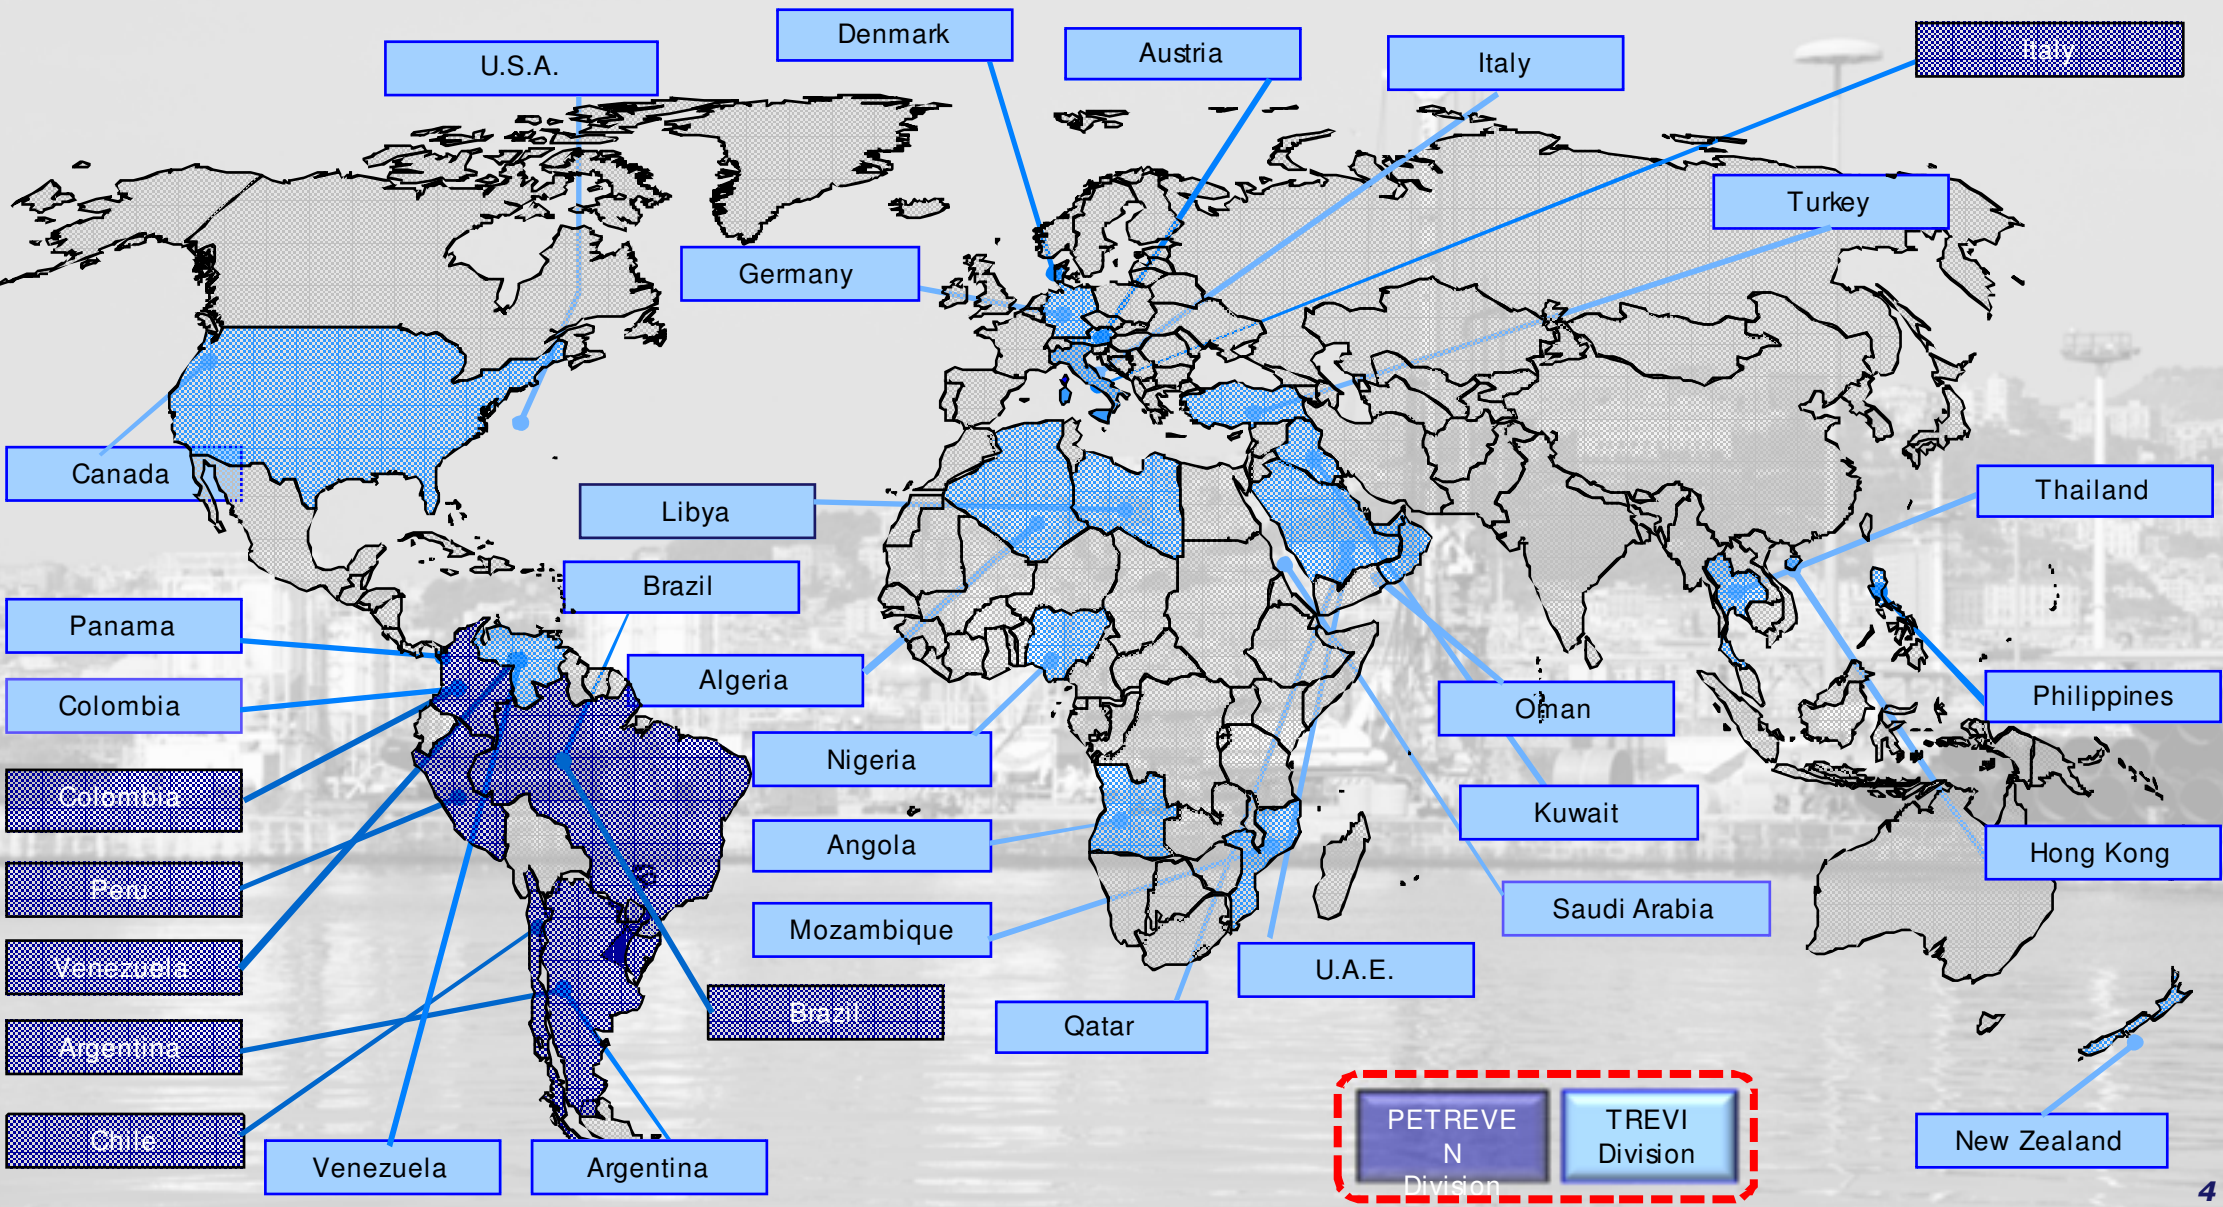 Denmark
Austria
Italy
Italy
U.S.A.
Turkey
Germany
Canada
Libya
Thailand
Brazil
Panama
Algeria
Colombia
Oman
Philippines
Nigeria
Colombia
Kuwait
Angola
Hong Kong
Peru
Saudi Arabia
Mozambique
Venezuela
U.A.E.
Brazil
Qatar
Argentina
PETREVE
N
Division
TREVI
Division
Chile
Venezuela
Argentina
New Zealand
4